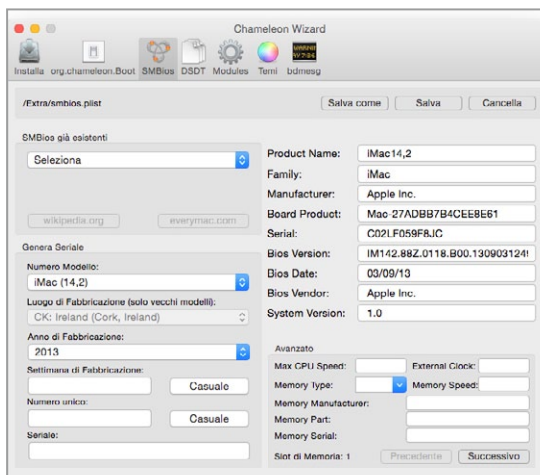 Chameleon Wizard
Installa org.chameleon.Boot SMBios DSDT Modules Temi bdmesg
/Extra/smbios.plist
Salva come Salva Cancella
SMBios già esistenti
Seleziona
wikipedia.org everymac.com
Genera Seriale
Numero Modello:
iMac (14,2)
Luogo di Fabbricazione (solo vecchi modelli):
CK: Ireland (Cork, Ireland)
Anno di Fabbricazione:
2013
Settimana di Fabbricazione:
Casuale
Numero unico:
Casuale
Seriale:
Product Name: iMac14,2
Family: iMac
Manufacturer: Apple Inc.
Board Product: Mac-27ADBB7B4CEE8E61
Serial: C02LF059F8JC
Bios Version: IM142.88Z.0118.B00.130903124
Bios Date: 03/09/13
Bios Vendor: Apple Inc.
System Version: 1.0
Avanzato
Max CPU Speed: External Clock:
Memory Type: Memory Speed:
Memory Manufacturer:
Memory Part:
Memory Serial:
Slot di Memoria: 1 Precedente Successivo